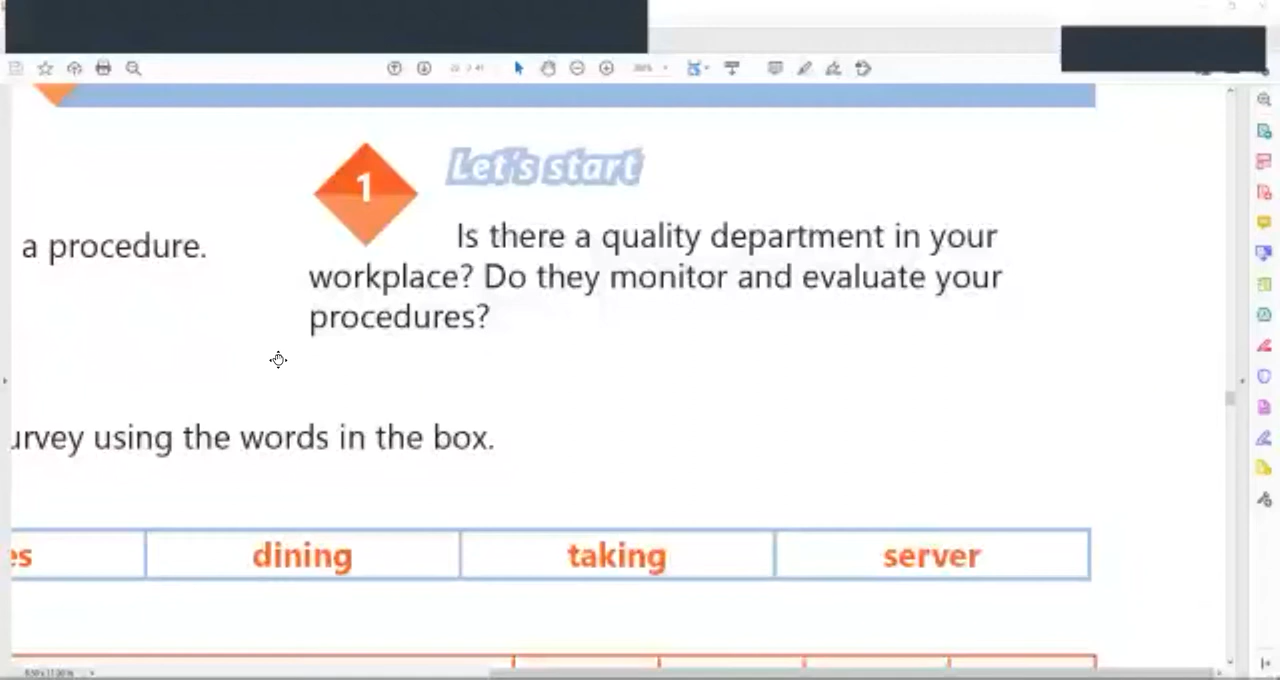 Let's start
1
a procedure.
Is there a quality department in your
workplace? Do they monitor and evaluate your
procedures?
urvey using the words in the box.
es dining taking server